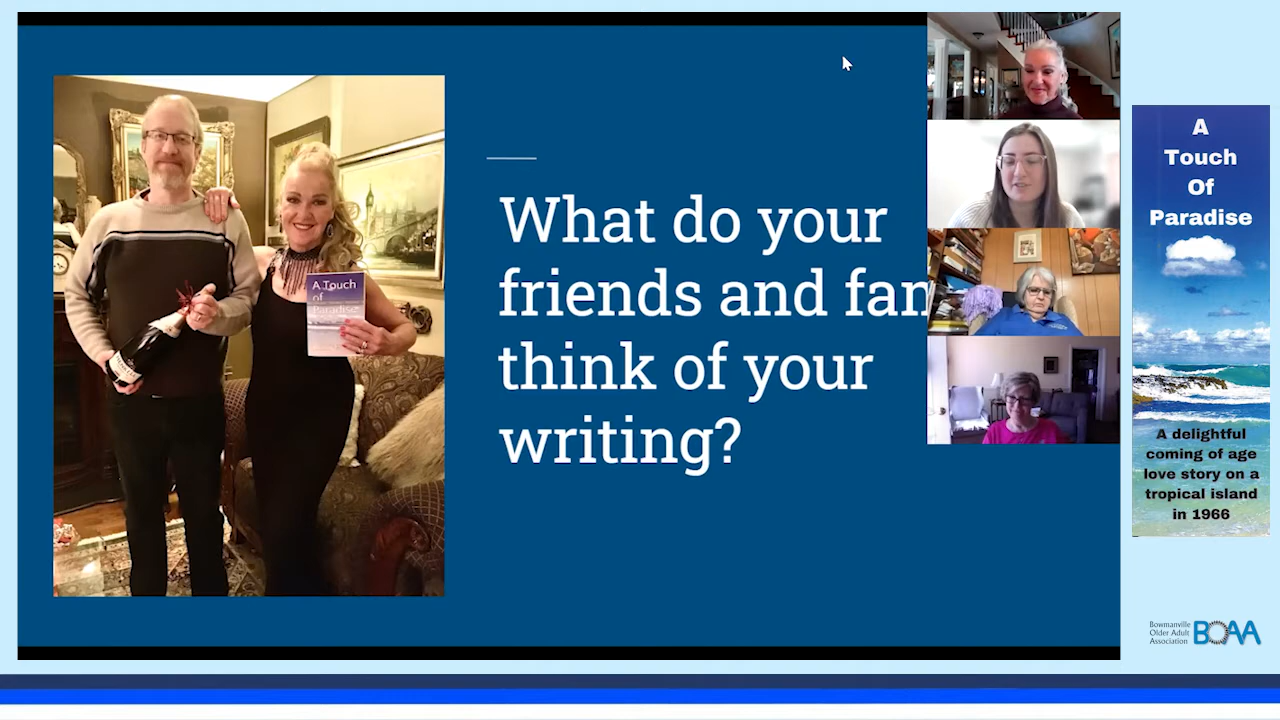 What do your
friends and fan
think of your
writing?
A Touch
of
Paradise
A
Touch
Of
Paradise
A delightful
coming of age
love story on a
tropical island
in 1966
Bowmanville
Older Adult
Association
BOAA